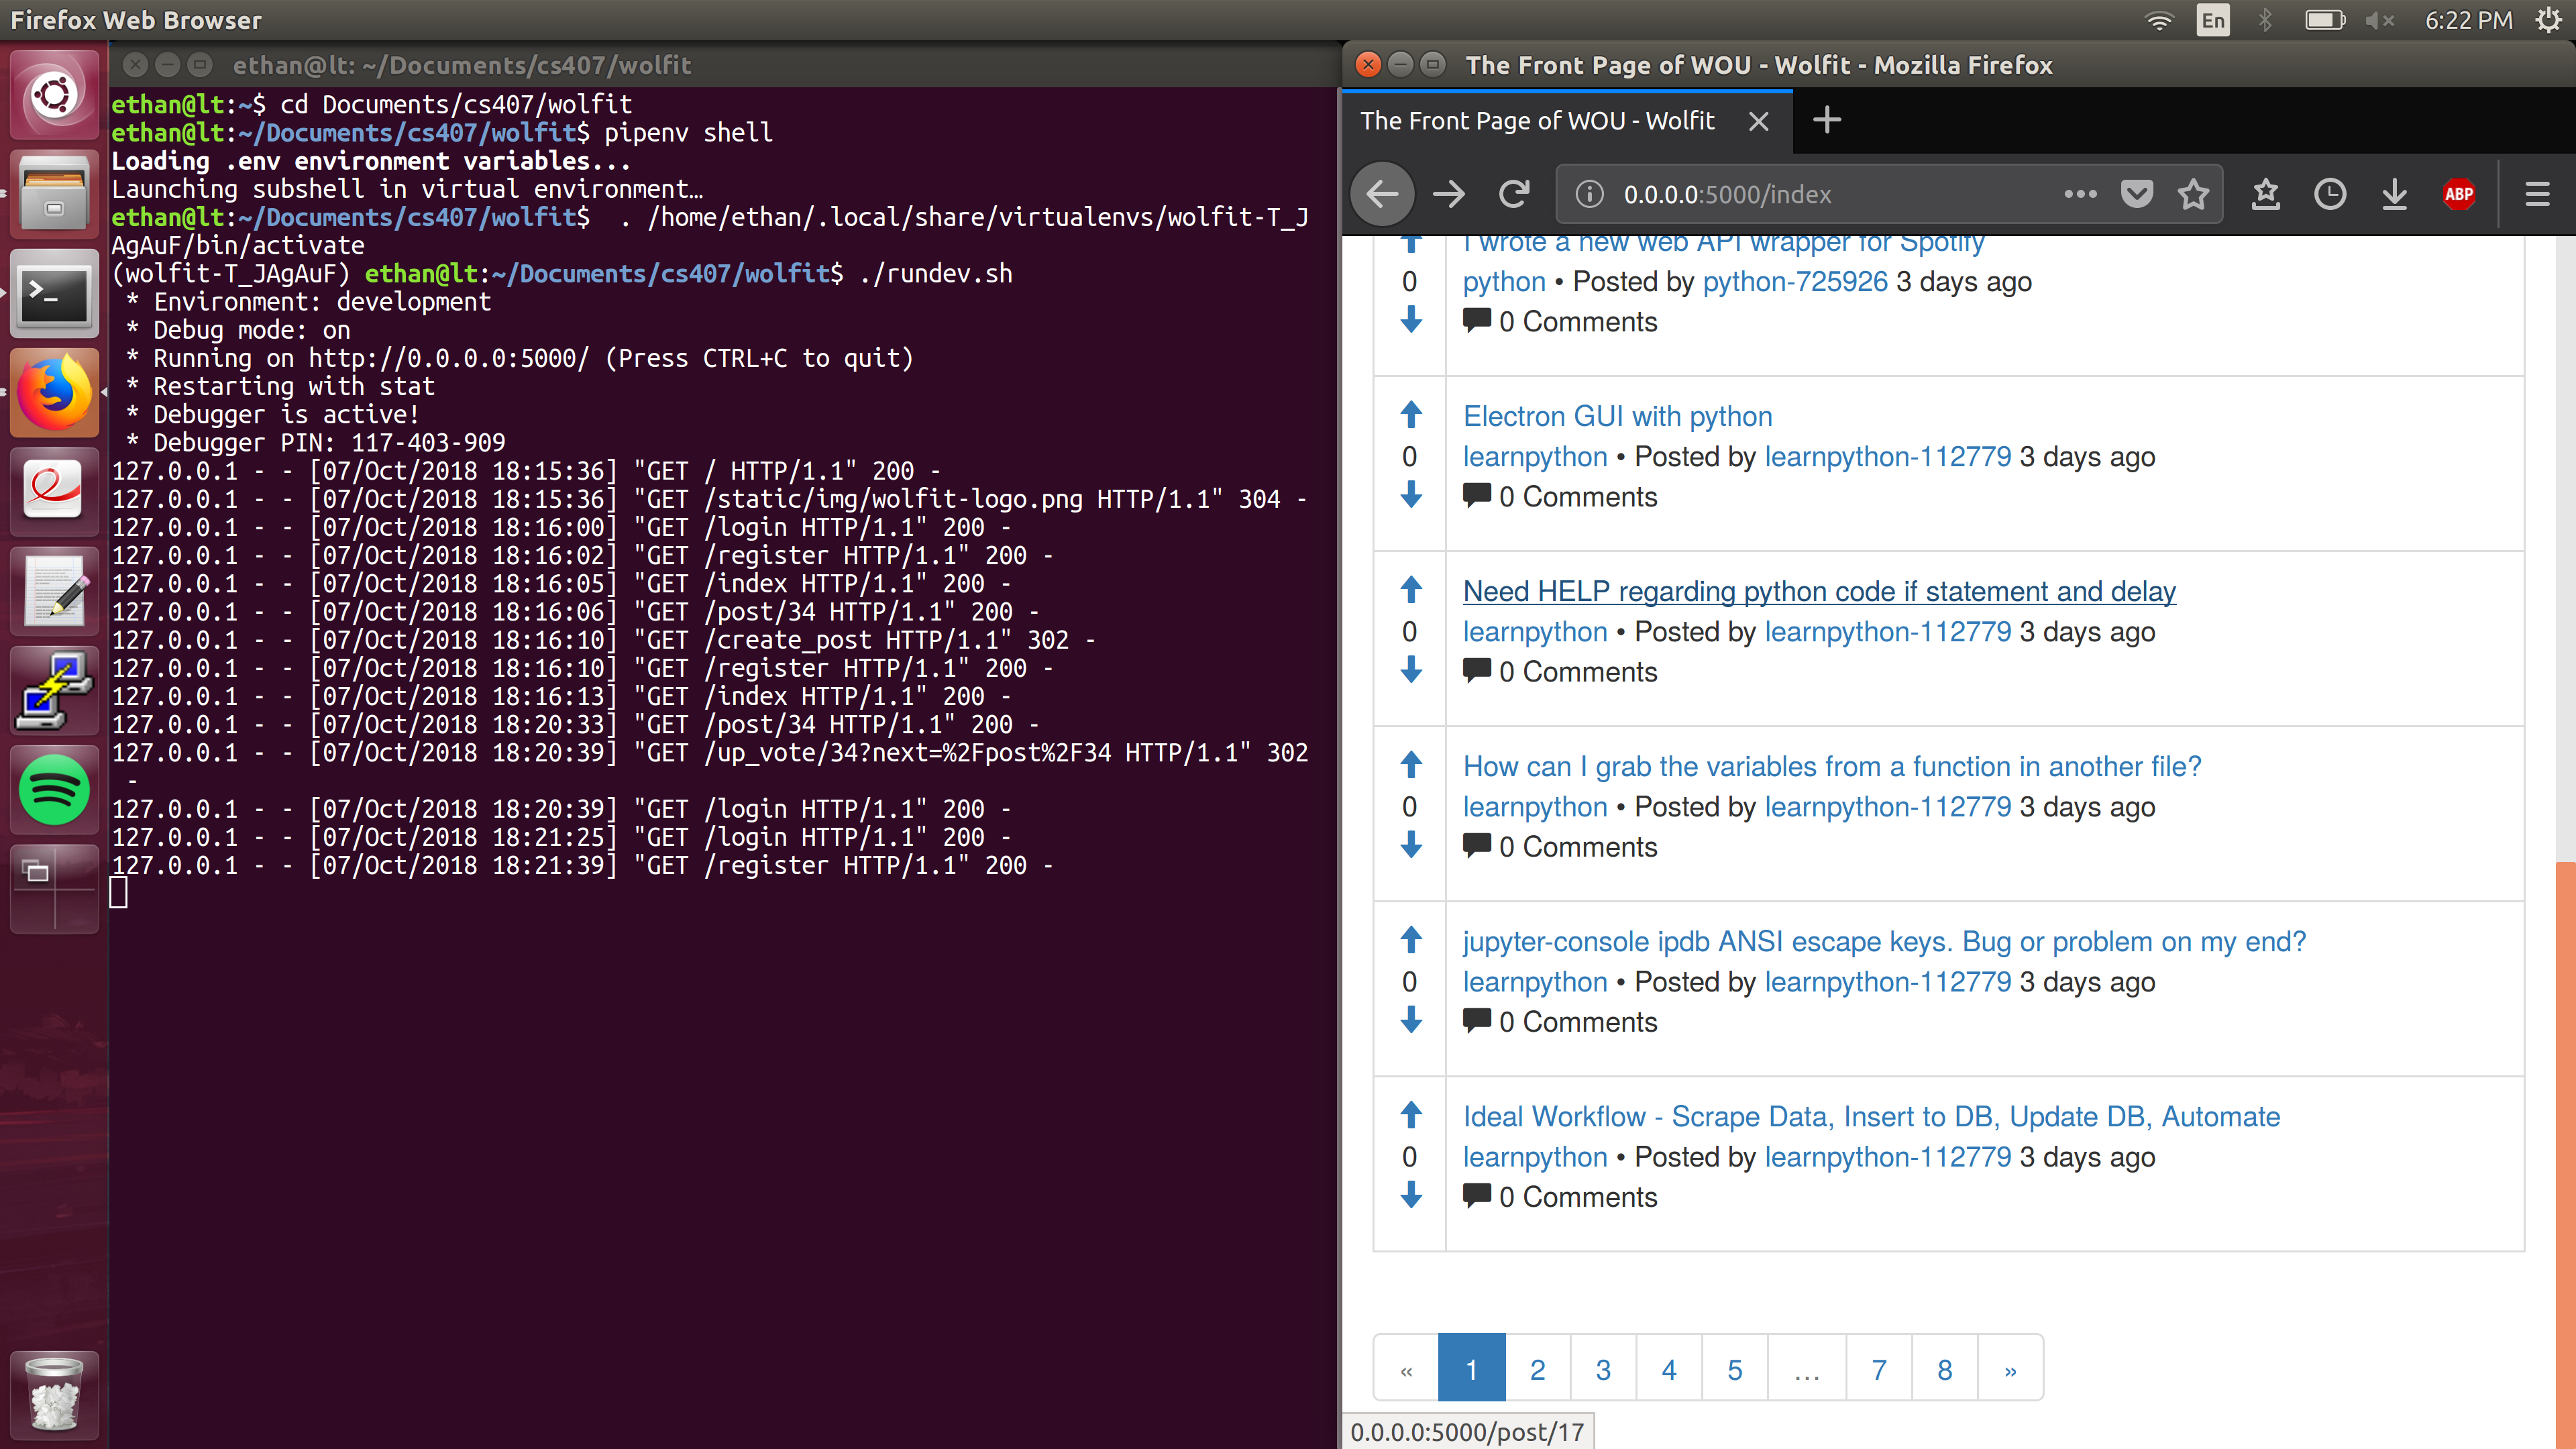 Firefox Web Browser
En
6:22 PM
ethan@lt: ~/Documents/cs407/wolfit
ethan@lt:~$ cd Documents/cs407/wolfit
ethan@lt:~/Documents/cs407/wolfit$ pipenv shell
Loading .env environment variables...
Launching subshell in virtual environment…
ethan@lt:~/Documents/cs407/wolfit$  . /home/ethan/.local/share/virtualenvs/wolfit-T_J
AgAuF/bin/activate
(wolfit-T_JAgAuF) ethan@lt:~/Documents/cs407/wolfit$ ./rundev.sh
 * Environment: development
 * Debug mode: on
 * Running on http://0.0.0.0:5000/ (Press CTRL+C to quit)
 * Restarting with stat
 * Debugger is active!
 * Debugger PIN: 117-403-909
127.0.0.1 - - [07/Oct/2018 18:15:36] "GET / HTTP/1.1" 200 -
127.0.0.1 - - [07/Oct/2018 18:15:36] "GET /static/img/wolfit-logo.png HTTP/1.1" 304 -
127.0.0.1 - - [07/Oct/2018 18:16:00] "GET /login HTTP/1.1" 200 -
127.0.0.1 - - [07/Oct/2018 18:16:02] "GET /register HTTP/1.1" 200 -
127.0.0.1 - - [07/Oct/2018 18:16:05] "GET /index HTTP/1.1" 200 -
127.0.0.1 - - [07/Oct/2018 18:16:06] "GET /post/34 HTTP/1.1" 200 -
127.0.0.1 - - [07/Oct/2018 18:16:10] "GET /create_post HTTP/1.1" 302 -
127.0.0.1 - - [07/Oct/2018 18:16:10] "GET /register HTTP/1.1" 200 -
127.0.0.1 - - [07/Oct/2018 18:16:13] "GET /index HTTP/1.1" 200 -
127.0.0.1 - - [07/Oct/2018 18:20:33] "GET /post/34 HTTP/1.1" 200 -
127.0.0.1 - - [07/Oct/2018 18:20:39] "GET /up_vote/34?next=%2Fpost%2F34 HTTP/1.1" 302
 -
127.0.0.1 - - [07/Oct/2018 18:20:39] "GET /login HTTP/1.1" 200 -
127.0.0.1 - - [07/Oct/2018 18:21:25] "GET /login HTTP/1.1" 200 -
127.0.0.1 - - [07/Oct/2018 18:21:39] "GET /register HTTP/1.1" 200 -
The Front Page of WOU - Wolfit - Mozilla Firefox
The Front Page of WOU - Wolfit
0.0.0.0:5000/index
ABP
I wrote a new web API wrapper for Spotify
0 python • Posted by python-725926 3 days ago
0 Comments
Electron GUI with python
0 learnpython • Posted by learnpython-112779 3 days ago
0 Comments
Need HELP regarding python code if statement and delay
0 learnpython • Posted by learnpython-112779 3 days ago
0 Comments
How can I grab the variables from a function in another file?
0 learnpython • Posted by learnpython-112779 3 days ago
0 Comments
jupyter-console ipdb ANSI escape keys. Bug or problem on my end?
0 learnpython • Posted by learnpython-112779 3 days ago
0 Comments
Ideal Workflow - Scrape Data, Insert to DB, Update DB, Automate
0 learnpython • Posted by learnpython-112779 3 days ago
0 Comments
« 1 2 3 4 5 … 7 8 »
0.0.0.0:5000/post/17